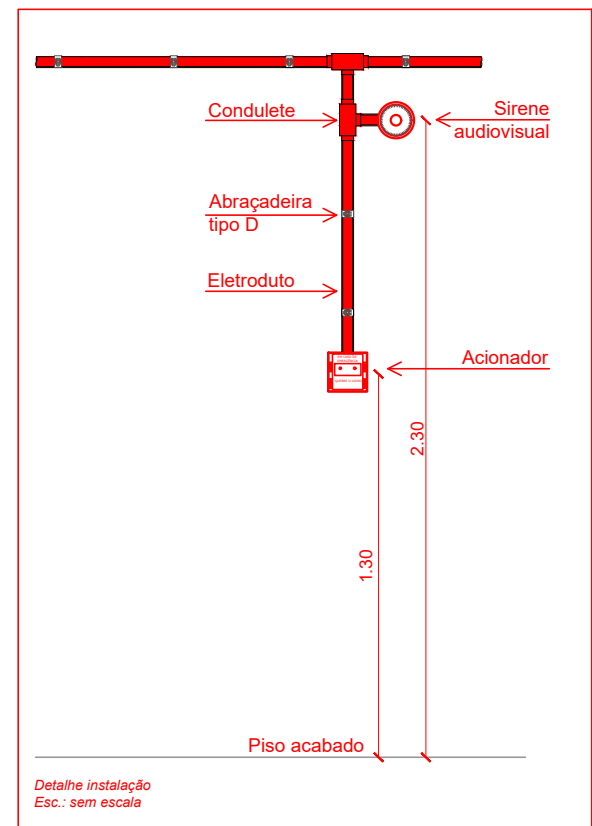 Condulete
Sirene
audiovisual
Abraçadeira
tipo D
Eletroduto
Acionador
2.30
1.30
Piso acabado
Detalhe instalação
Esc.: sem escala